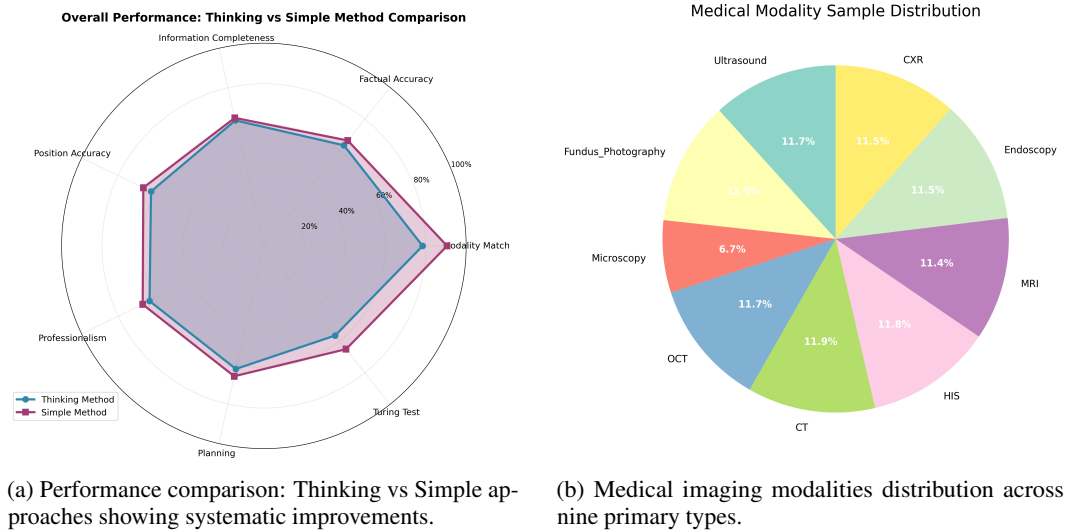 Overall Performance: Thinking vs Simple Method Comparison
Information Completeness
Factual Accuracy
Position Accuracy
100%
80%
60%
40%
20%
odality Match
Professionalism
Turing Test
Planning
Thinking Method
Simple Method
(a) Performance comparison: Thinking vs Simple ap-
proaches showing systematic improvements.
Medical Modality Sample Distribution
Ultrasound
CXR
Fundus_Photography
Endoscopy
11.7%
11.5%
11.5%
Microscopy
6.7%
11.4%
MRI
11.7%
11.8%
11.9%
OCT
HIS
CT
(b) Medical imaging modalities distribution across
nine primary types.